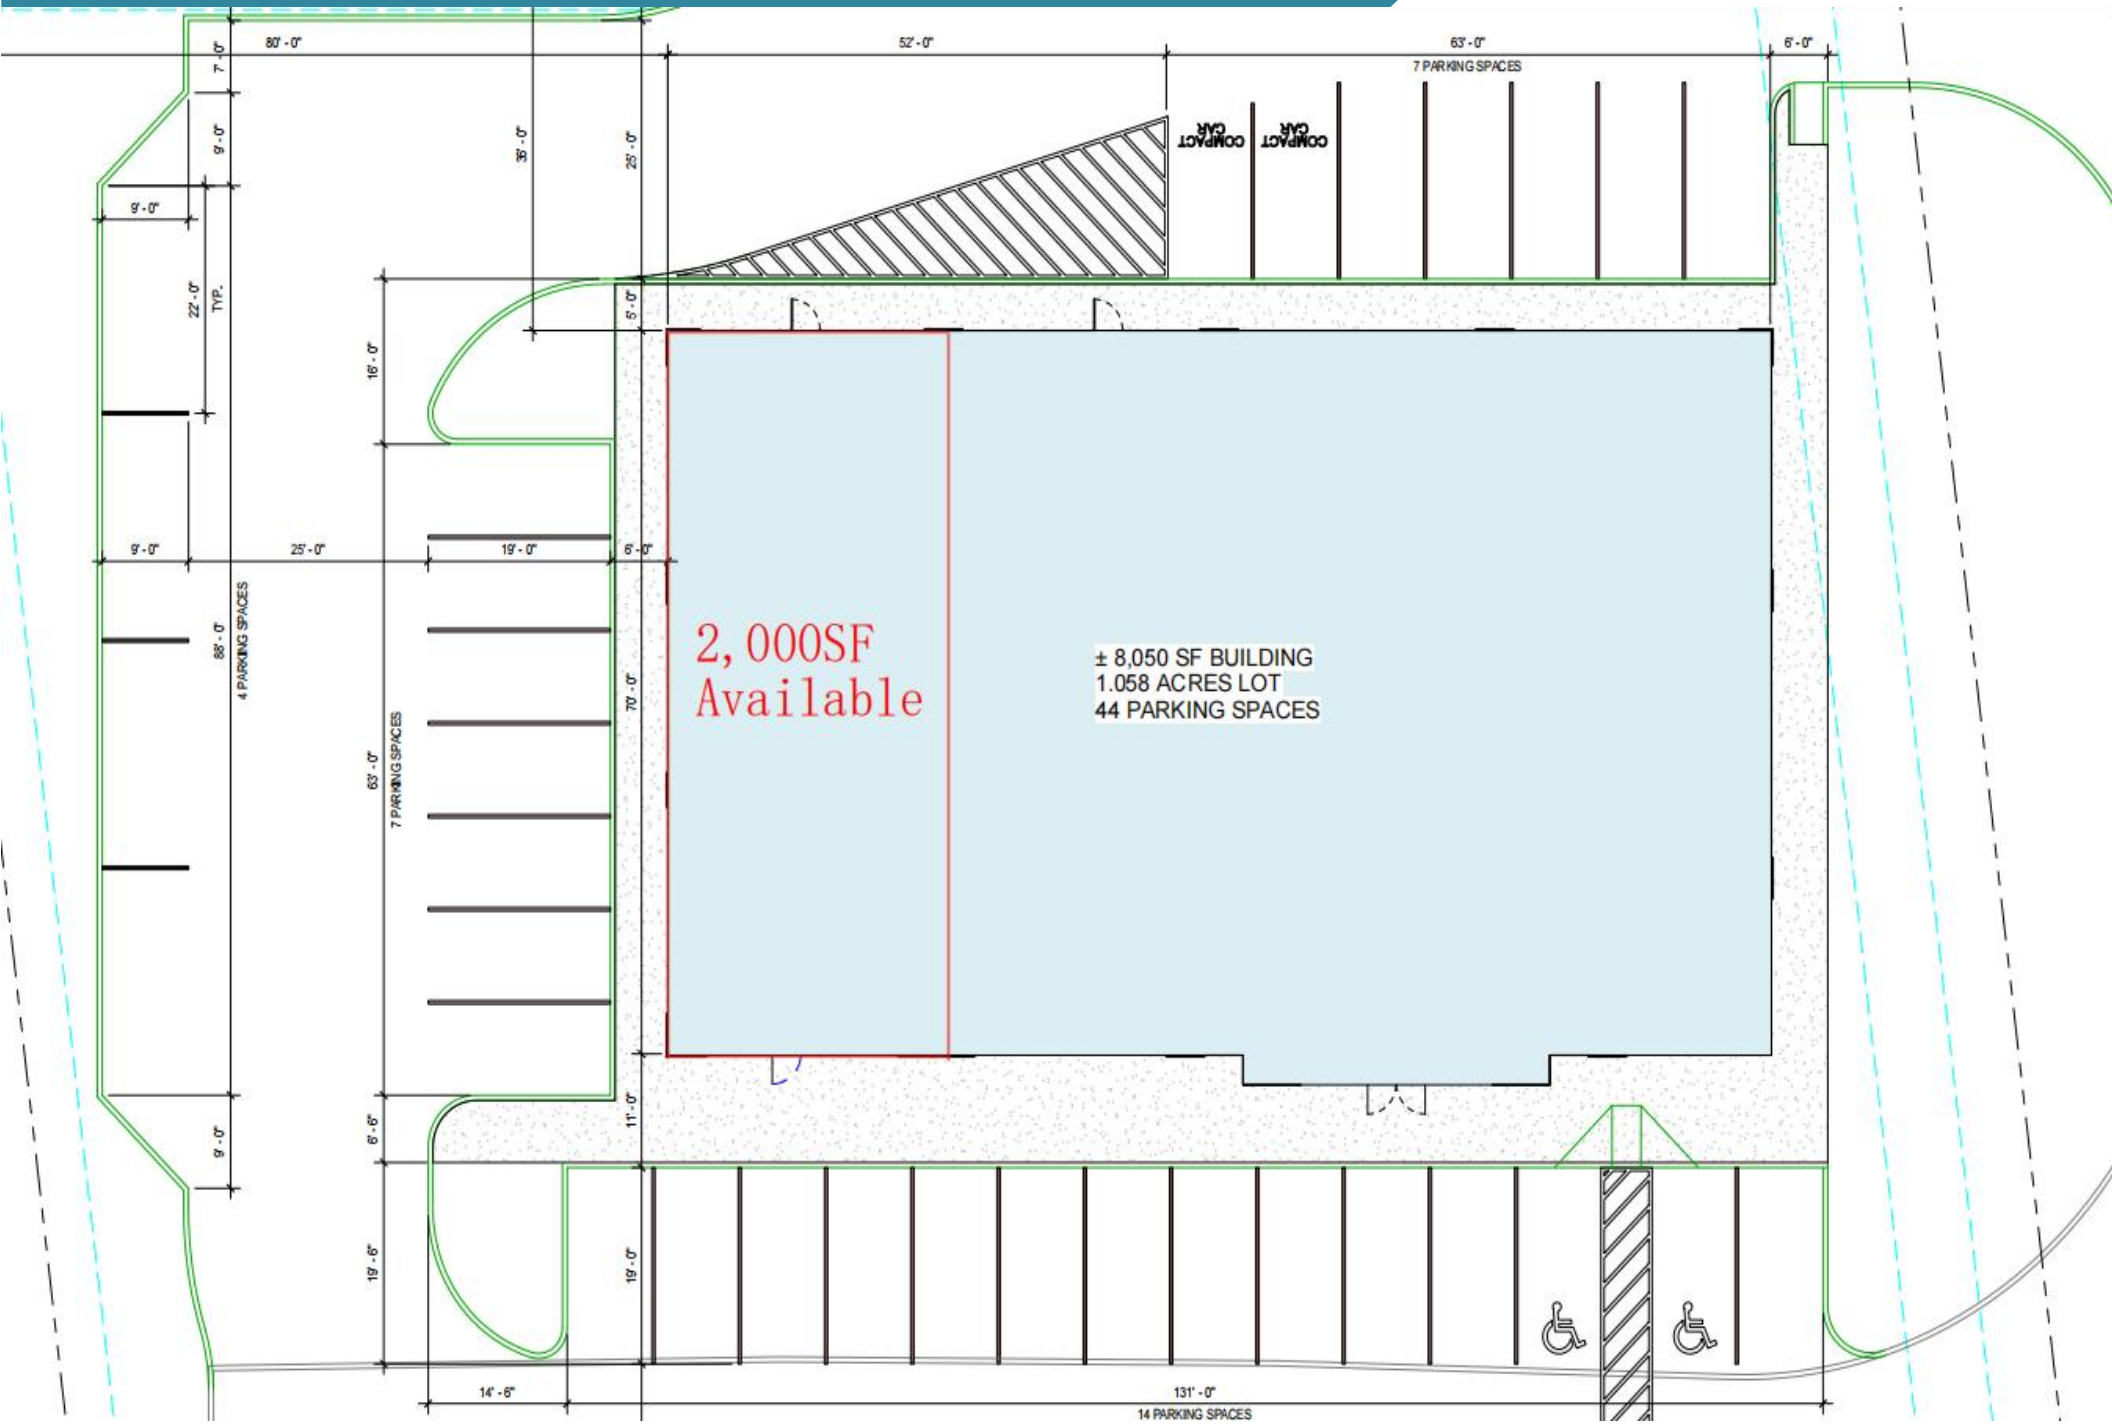 80' - 0"
52' - 0"
63' - 0"
6' - 0"
7 PARKING SPACES
7' - 0"
9' - 0"
COMPACT
CAR
COMPACT
CAR
25' - 0"
9' - 0"
22' - 0"
TYP.
5' - 0"
16' - 0"
9' - 0"
25' - 0"
19' - 0"
6' - 0"
4 PARKING SPACES
88' - 0"
2,000SF
Available
± 8,050 SF BUILDING
1.058 ACRES LOT
44 PARKING SPACES
70' - 0"
63' - 0"
7 PARKING SPACES
11' - 0"
6' - 6"
9' - 0"
19' - 6"
19' - 0"
14' - 6"
131' - 0"
14 PARKING SPACES